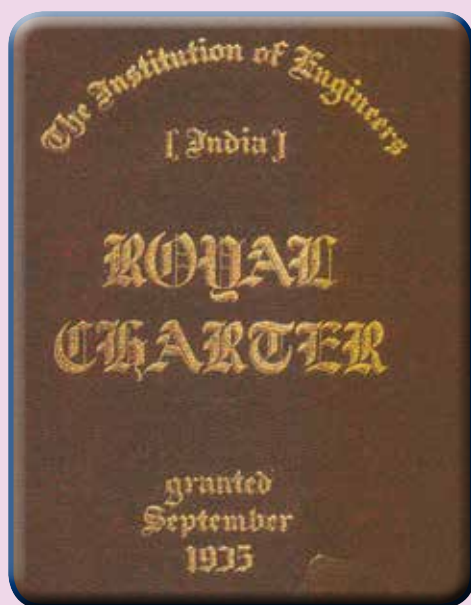 The Institution of Engineers
[ India ]
ROYAL
CHARTER
granted
September
1935